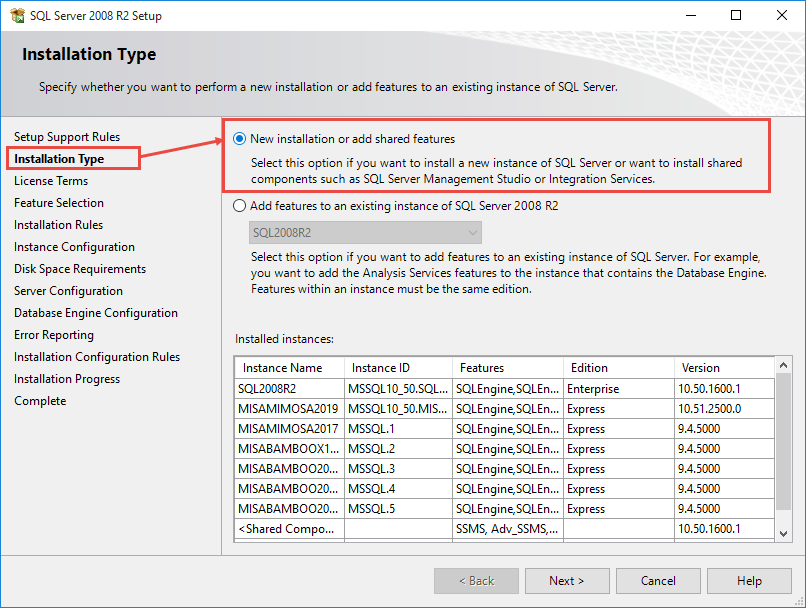 SQL Server 2008 R2 Setup
Installation Type
Specify whether you want to perform a new installation or add features to an existing instance of SQL Server.
Setup Support Rules
Installation Type
License Terms
Feature Selection
Installation Rules
Instance Configuration
Disk Space Requirements
Server Configuration
Database Engine Configuration
Error Reporting
Installation Configuration Rules
Installation Progress
Complete
New installation or add shared features
Select this option if you want to install a new instance of SQL Server or want to install shared
components such as SQL Server Management Studio or Integration Services.
Add features to an existing instance of SQL Server 2008 R2
SQL2008R2
Select this option if you want to add features to an existing instance of SQL Server. For example,
you want to add the Analysis Services features to the instance that contains the Database Engine.
Features within an instance must be the same edition.
Installed instances:
Instance Name Instance ID Features Edition Version
SQL2008R2 MSSQL10_50.SQL... SQLEngine,SQLEn... Enterprise 10.50.1600.1
MISAMIMOSA2019 MSSQL10_50.MIS... SQLEngine,SQLEn... Express 10.51.2500.0
MISAMIMOSA2017 MSSQL.1 SQLEngine,SQLEn... Express 9.4.5000
MISABAMBOOX1... MSSQL.2 SQLEngine,SQLEn... Express 9.4.5000
MISABAMBOO20... MSSQL.3 SQLEngine,SQLEn... Express 9.4.5000
MISABAMBOO20... MSSQL.4 SQLEngine,SQLEn... Express 9.4.5000
MISABAMBOO20... MSSQL.5 SQLEngine,SQLEn... Express 9.4.5000
<Shared Compo... SSMS, Adv_SSMS,... 10.50.1600.1
< Back Next > Cancel Help